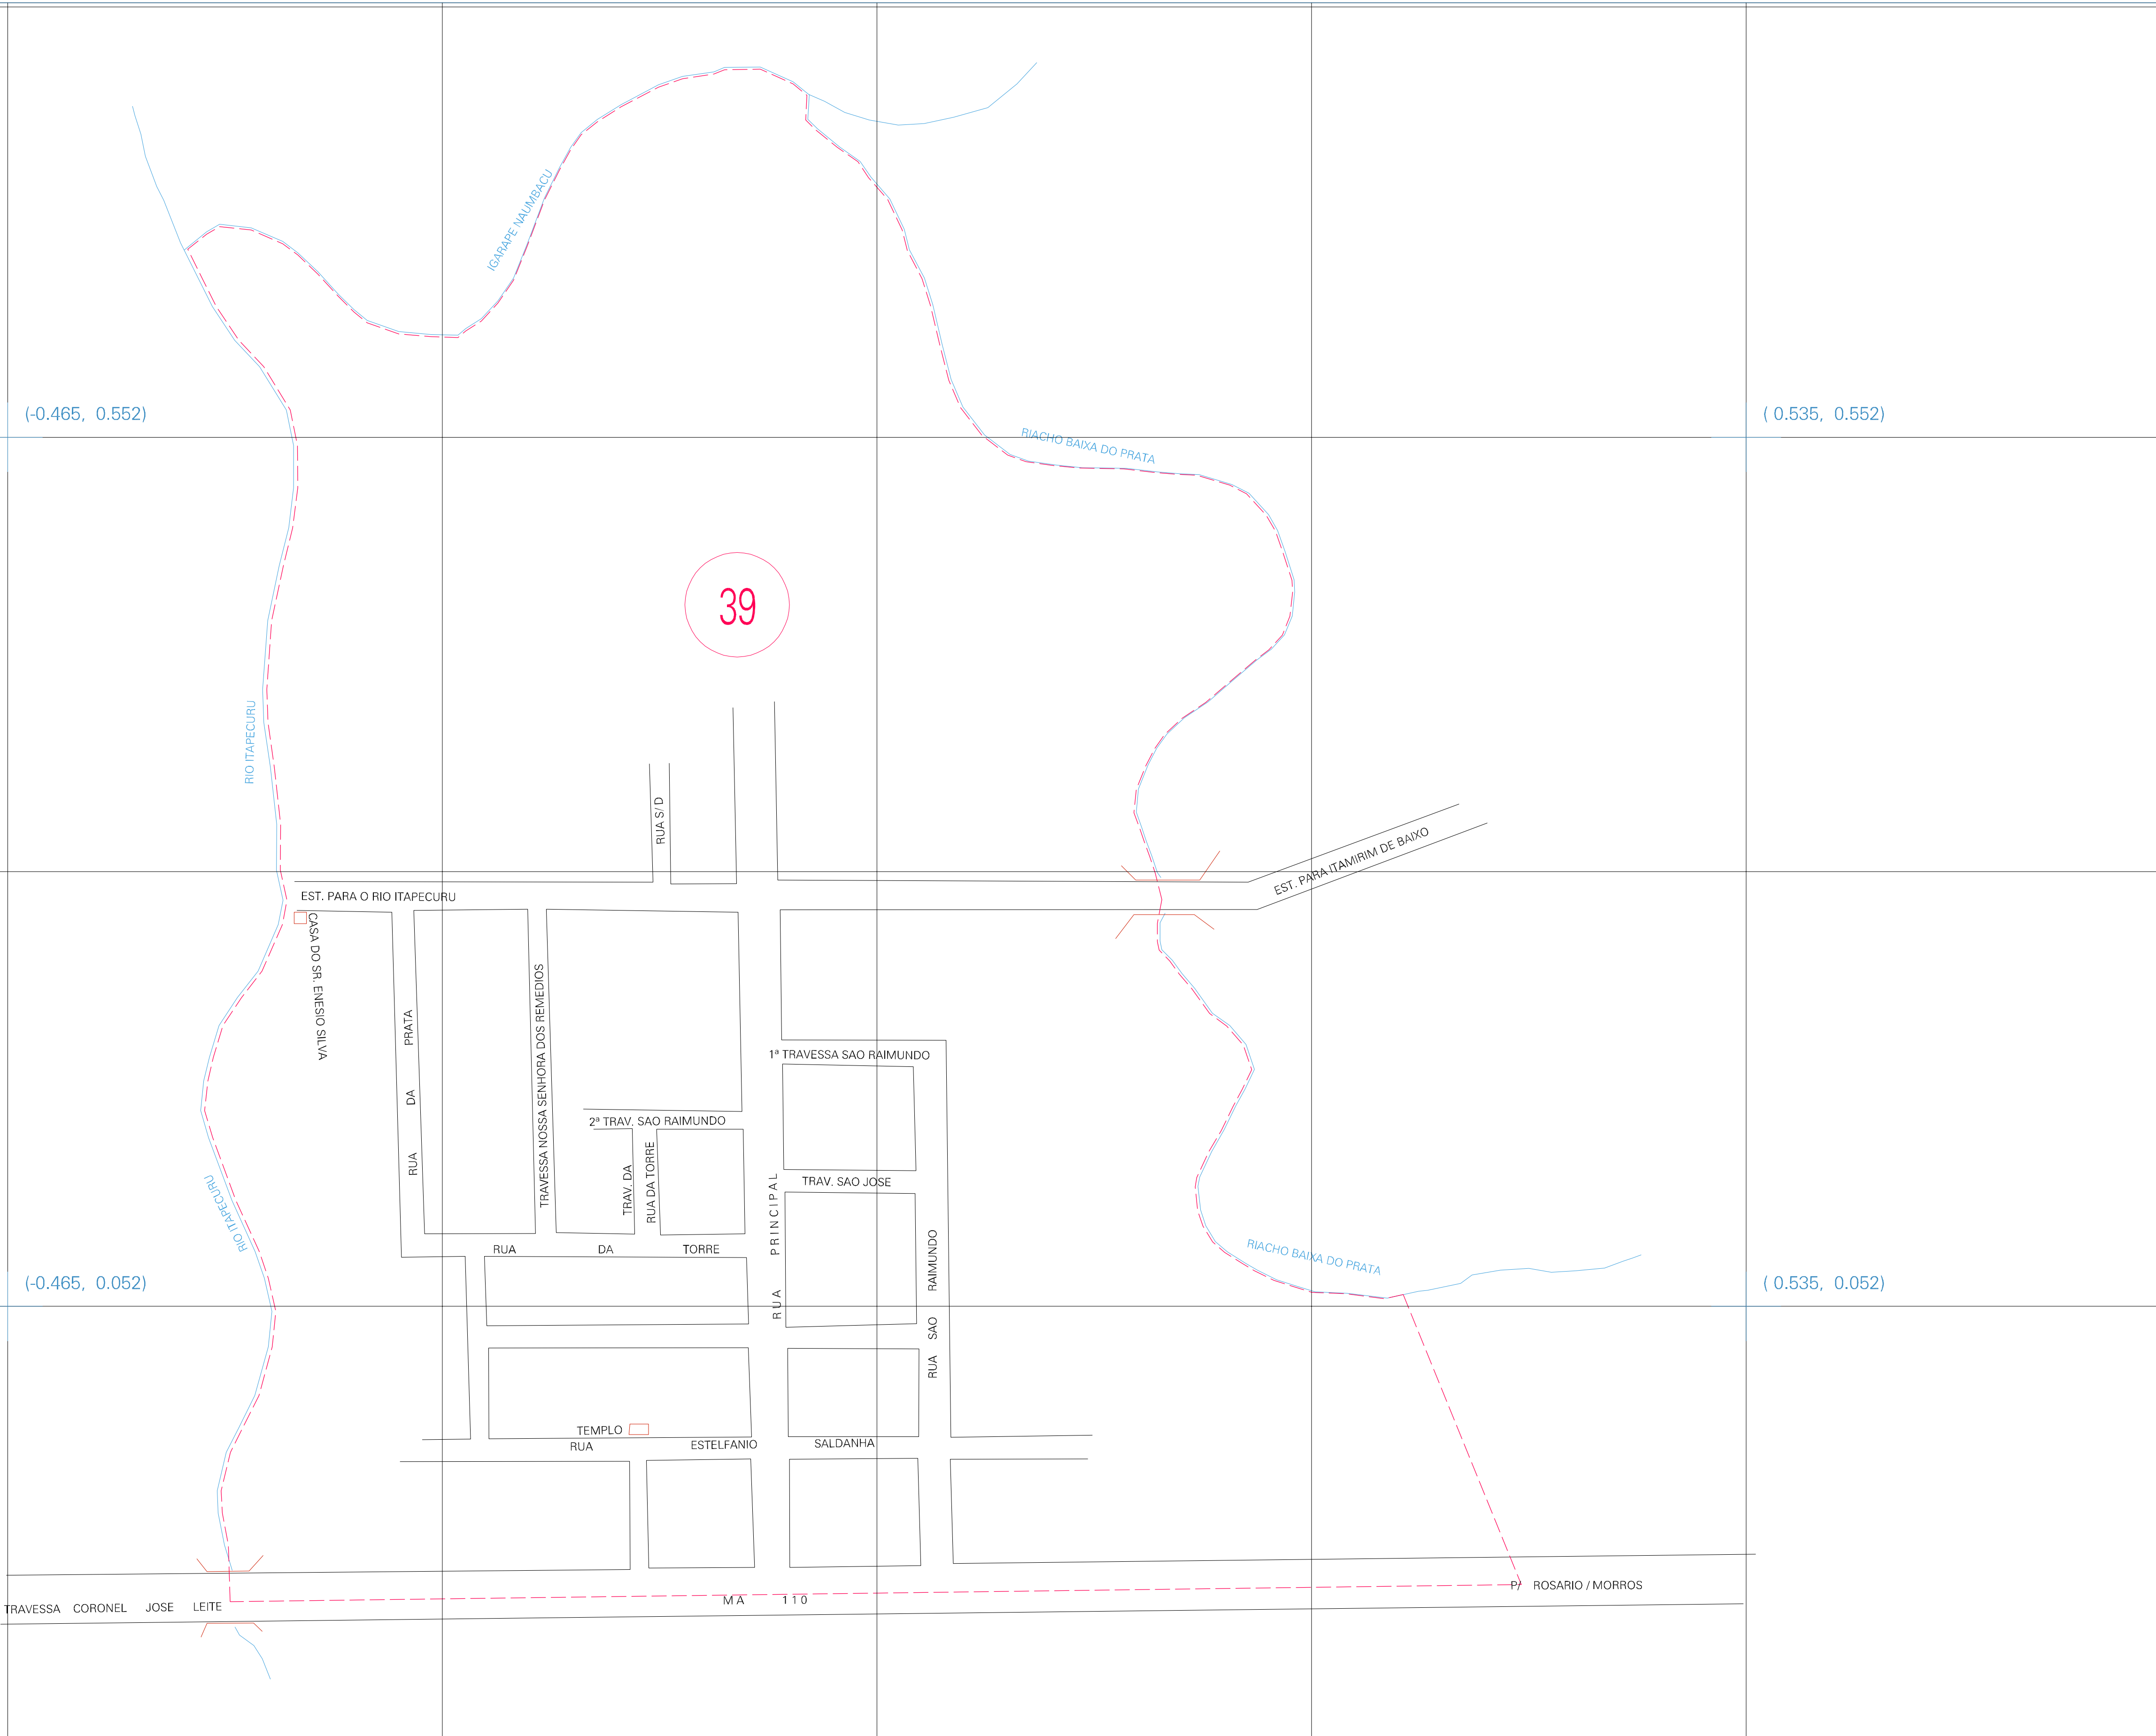 IGARAPE NAUMBACU
(-0.465, 0.552)
( 0.535, 0.552)
RIACHO BAIXA DO PRATA
39
RIO ITAPECURU
RUA S/D
EST. PARA ITAMIRIM DE BAIXO
EST. PARA O RIO ITAPECURU
CASA DO SR. ENESIO SILVA
RUA DA PRATA
TRAVESSA NOSSA SENHORA DOS REMEDIOS
1ª TRAVESSA SAO RAIMUNDO
2ª TRAV. SAO RAIMUNDO
TRAV. DA
RUA DA TORRE
TRAV. SAO JOSE
RUA PRINCIPAL
RUA SAO RAIMUNDO
RIO ITAPECURU
RUA DA TORRE
RIACHO BAIXA DO PRATA
(-0.465, 0.052)
( 0.535, 0.052)
TEMPLO
RUA ESTELFANIO SALDANHA
TRAVESSA CORONEL JOSE LEITE
MA 110
P/ ROSARIO / MORROS